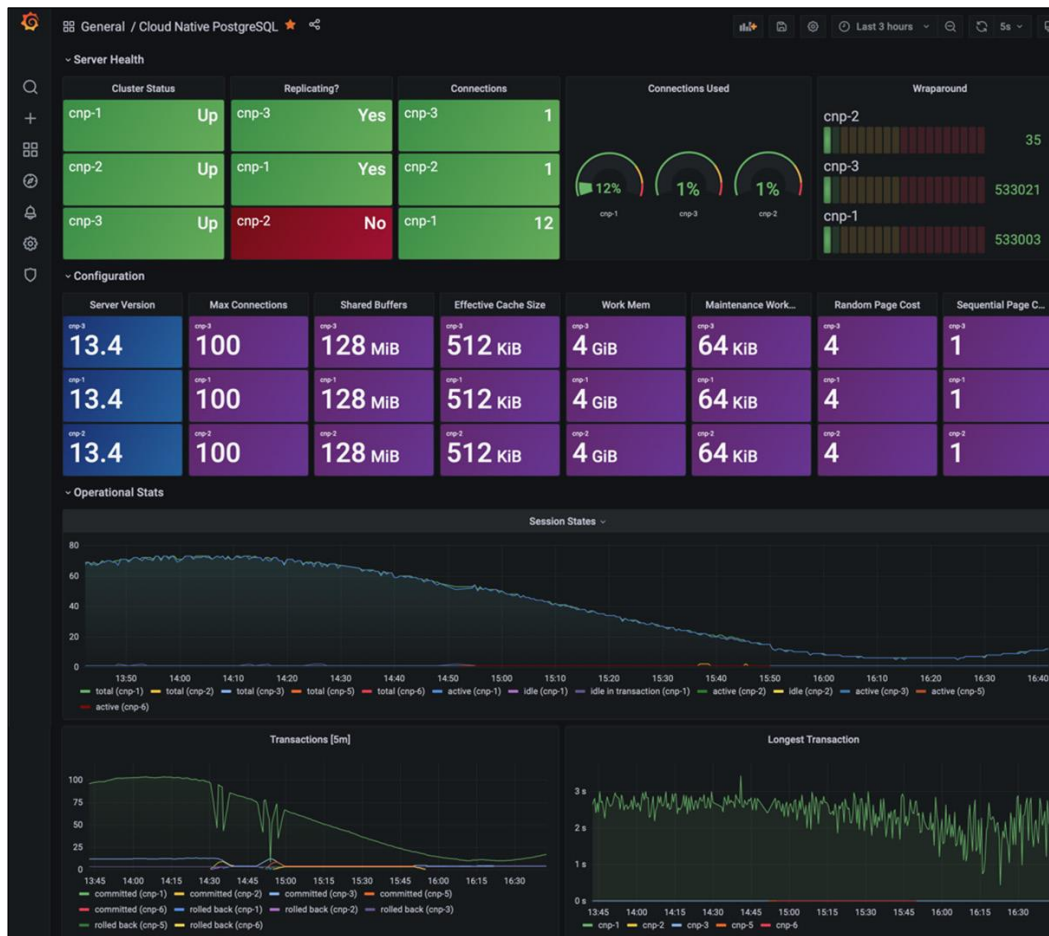 General / Cloud Native PostgreSQL
Last 3 hours
5s
Server Health
Cluster Status
cnp-1 Up
cnp-2 Up
cnp-3 Up
Replicating?
cnp-3 Yes
cnp-1 Yes
cnp-2 No
Connections
cnp-3 1
cnp-2 1
cnp-1 12
Connections Used
12% 1% 1%
cnp-1 cnp-3 cnp-2
Wraparound
cnp-2
35
cnp-3
533021
cnp-1
533003
Configuration
Server Version
cnp-3
13.4
cnp-1
13.4
cnp-2
13.4
Max Connections
cnp-3
100
cnp-1
100
cnp-2
100
Shared Buffers
cnp-3
128 MiB
cnp-1
128 MiB
cnp-2
128 MiB
Effective Cache Size
cnp-3
512 KiB
cnp-1
512 KiB
cnp-2
512 KiB
Work Mem
cnp-3
4 GiB
cnp-1
4 GiB
cnp-2
4 GiB
Maintenance Work...
cnp-3
64 KiB
cnp-1
64 KiB
cnp-2
64 KiB
Random Page Cost
cnp-3
4
cnp-1
4
cnp-2
4
Sequential Page C...
cnp-3
1
cnp-1
1
cnp-2
1
Operational Stats
Session States
80
60
40
20
0
13:50 14:00 14:10 14:20 14:30 14:40 14:50 15:00 15:10 15:20 15:30 15:40 15:50 16:00 16:10 16:20 16:30 16:40
total (cnp-1) total (cnp-2) total (cnp-3) total (cnp-5) total (cnp-6) active (cnp-1) idle (cnp-1) idle in transaction (cnp-1) active (cnp-2) idle (cnp-2) active (cnp-3) active (cnp-5)
active (cnp-6)
Transactions [5m]
100
75
50
25
0
13:45 14:00 14:15 14:30 14:45 15:00 15:15 15:30 15:45 16:00 16:15 16:30
committed (cnp-1) committed (cnp-2) committed (cnp-3) committed (cnp-5)
committed (cnp-6) rolled back (cnp-1) rolled back (cnp-2) rolled back (cnp-3)
rolled back (cnp-5) rolled back (cnp-6)
Longest Transaction
3 s
2 s
1 s
0 s
13:45 14:00 14:15 14:30 14:45 15:00 15:15 15:30 15:45 16:00 16:15 16:30
cnp-1 cnp-2 cnp-3 cnp-5 cnp-6